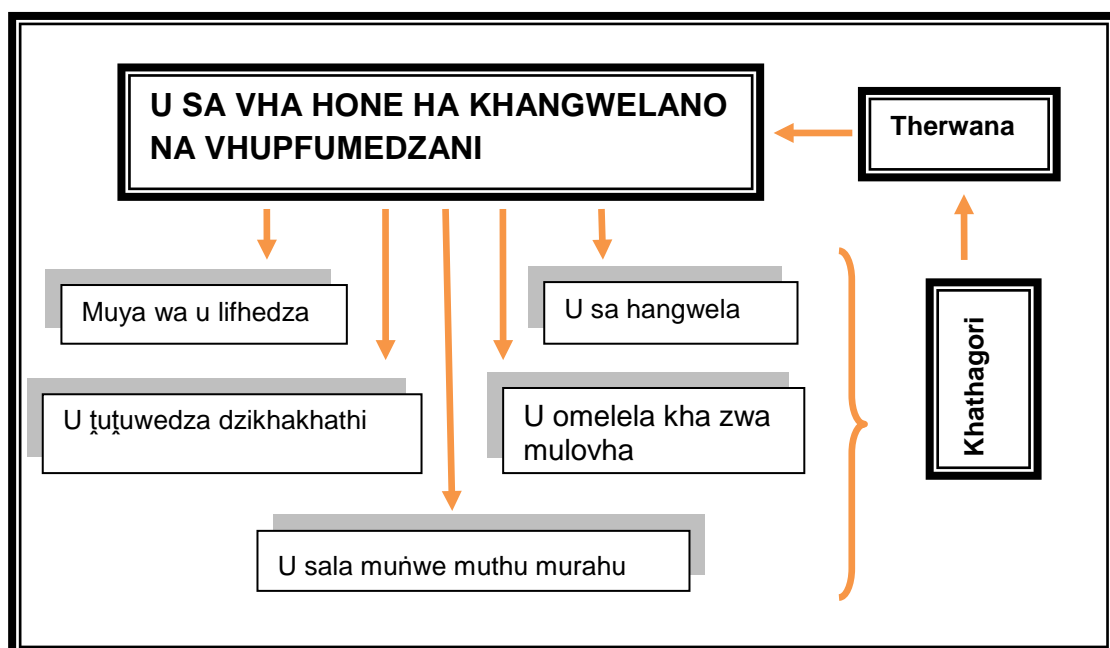 U SA VHA HONE HA KHANGWELANO
NA VHUPFUMEDZANI
Therwana
Muya wa u lifhedza
U sa hangwela
U ṱuṱuwedza dzikhakhathi
U omelela kha zwa
mulovha
U sala muṅwe muthu murahu
Khathagori